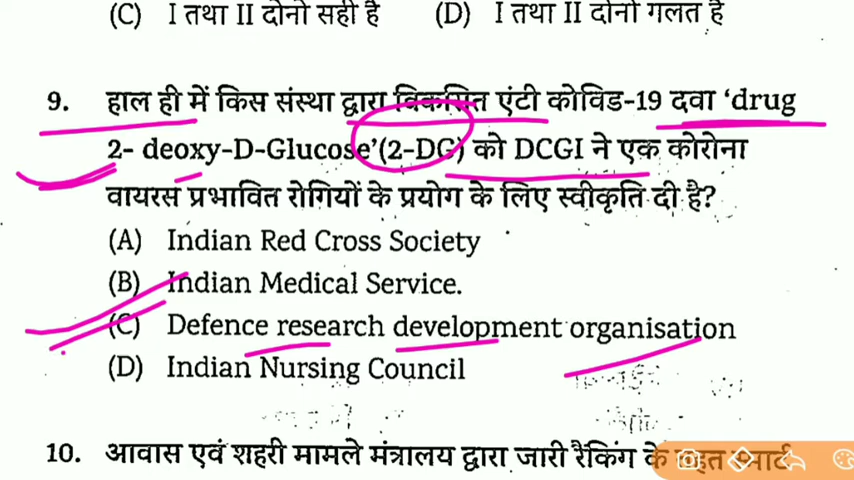 (C) I तथा II दोनों सही है (D) I तथा II दोनों गलत है
9. हाल ही में किस संस्था द्वारा विकसित एंटी कोविड-19 दवा ‘drug
2- deoxy-D-Glucose’(2-DG) को DCGI ने एक कोरोना
वायरस प्रभावित रोगियों के प्रयोग के लिए स्वीकृति दी है?
(A) Indian Red Cross Society
(B) Indian Medical Service.
(C) Defence research development organisation
(D) Indian Nursing Council
10. आवास एवं शहरी मामले मंत्रालय द्वारा जारी रैंकिंग के तहत स्मार्ट